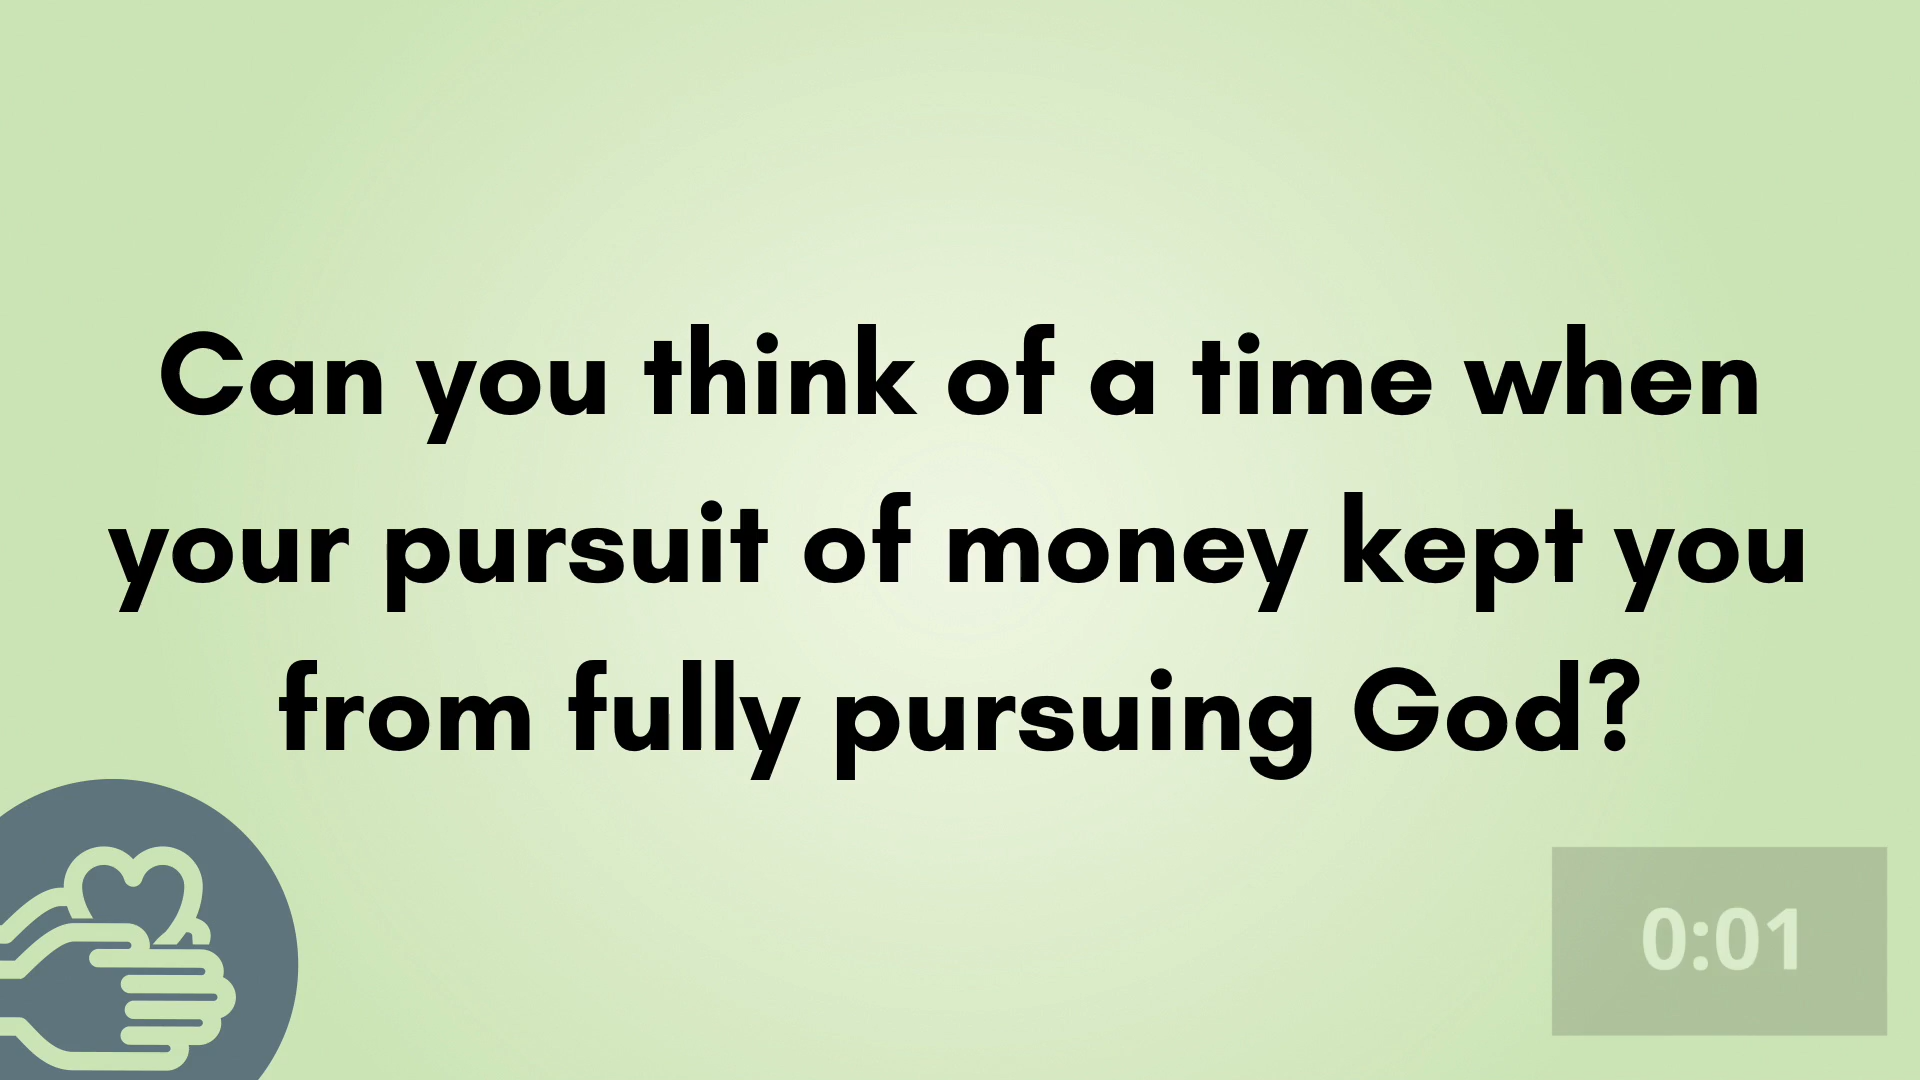 Can you think of a time when
your pursuit of money kept you
from fully pursuing God?
0:01